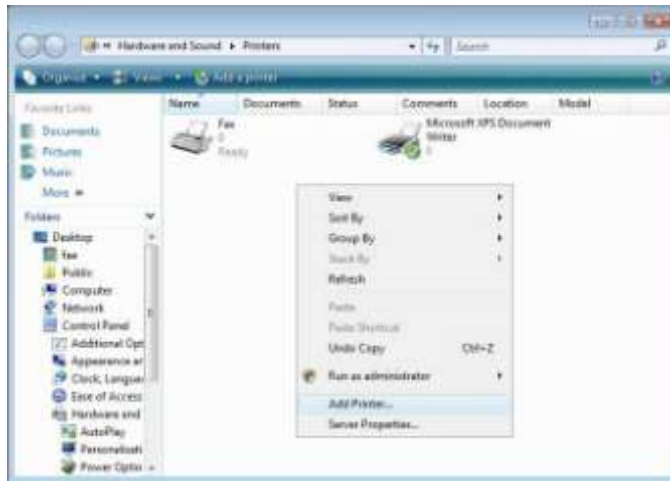 Hardware and Sound ▸ Printers
Search
Organize
Views
Add a printer
Favorite Links
Documents
Pictures
Music
More »
Folders
Desktop
fax
Public
Computer
Network
Control Panel
Additional Opt
Appearance an
Clock, Languag
Ease of Access
Hardware and
AutoPlay
Personalizati
Power Optio
Name Documents Status Comments Location Model
Fax
0
Ready
Microsoft XPS Document
Writer
0
View
Sort By
Group By
Stack By
Refresh
Paste
Paste Shortcut
Undo Copy Ctrl+Z
Run as administrator
Add Printer...
Server Properties...